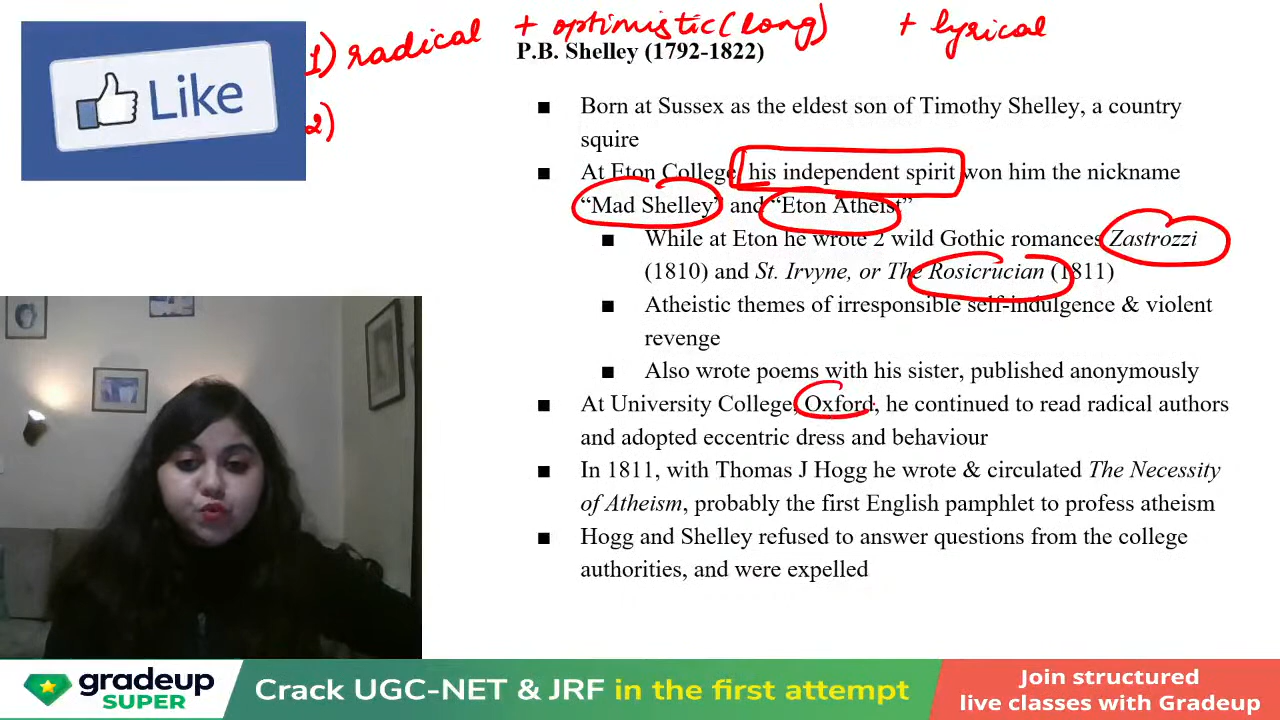 1) radical + optimistic (long) + lyrical
P.B. Shelley (1792-1822)
Like
2)
■ Born at Sussex as the eldest son of Timothy Shelley, a country
squire
■ At Eton College, his independent spirit won him the nickname
“Mad Shelley” and “Eton Atheist”
■ While at Eton he wrote 2 wild Gothic romances Zastrozzi
(1810) and St. Irvyne, or The Rosicrucian (1811)
■ Atheistic themes of irresponsible self-indulgence & violent
revenge
■ Also wrote poems with his sister, published anonymously
■ At University College, Oxford, he continued to read radical authors
and adopted eccentric dress and behaviour
■ In 1811, with Thomas J Hogg he wrote & circulated The Necessity
of Atheism, probably the first English pamphlet to profess atheism
■ Hogg and Shelley refused to answer questions from the college
authorities, and were expelled
gradeup
SUPER
Crack UGC-NET & JRF in the first attempt
Join structured
live classes with Gradeup